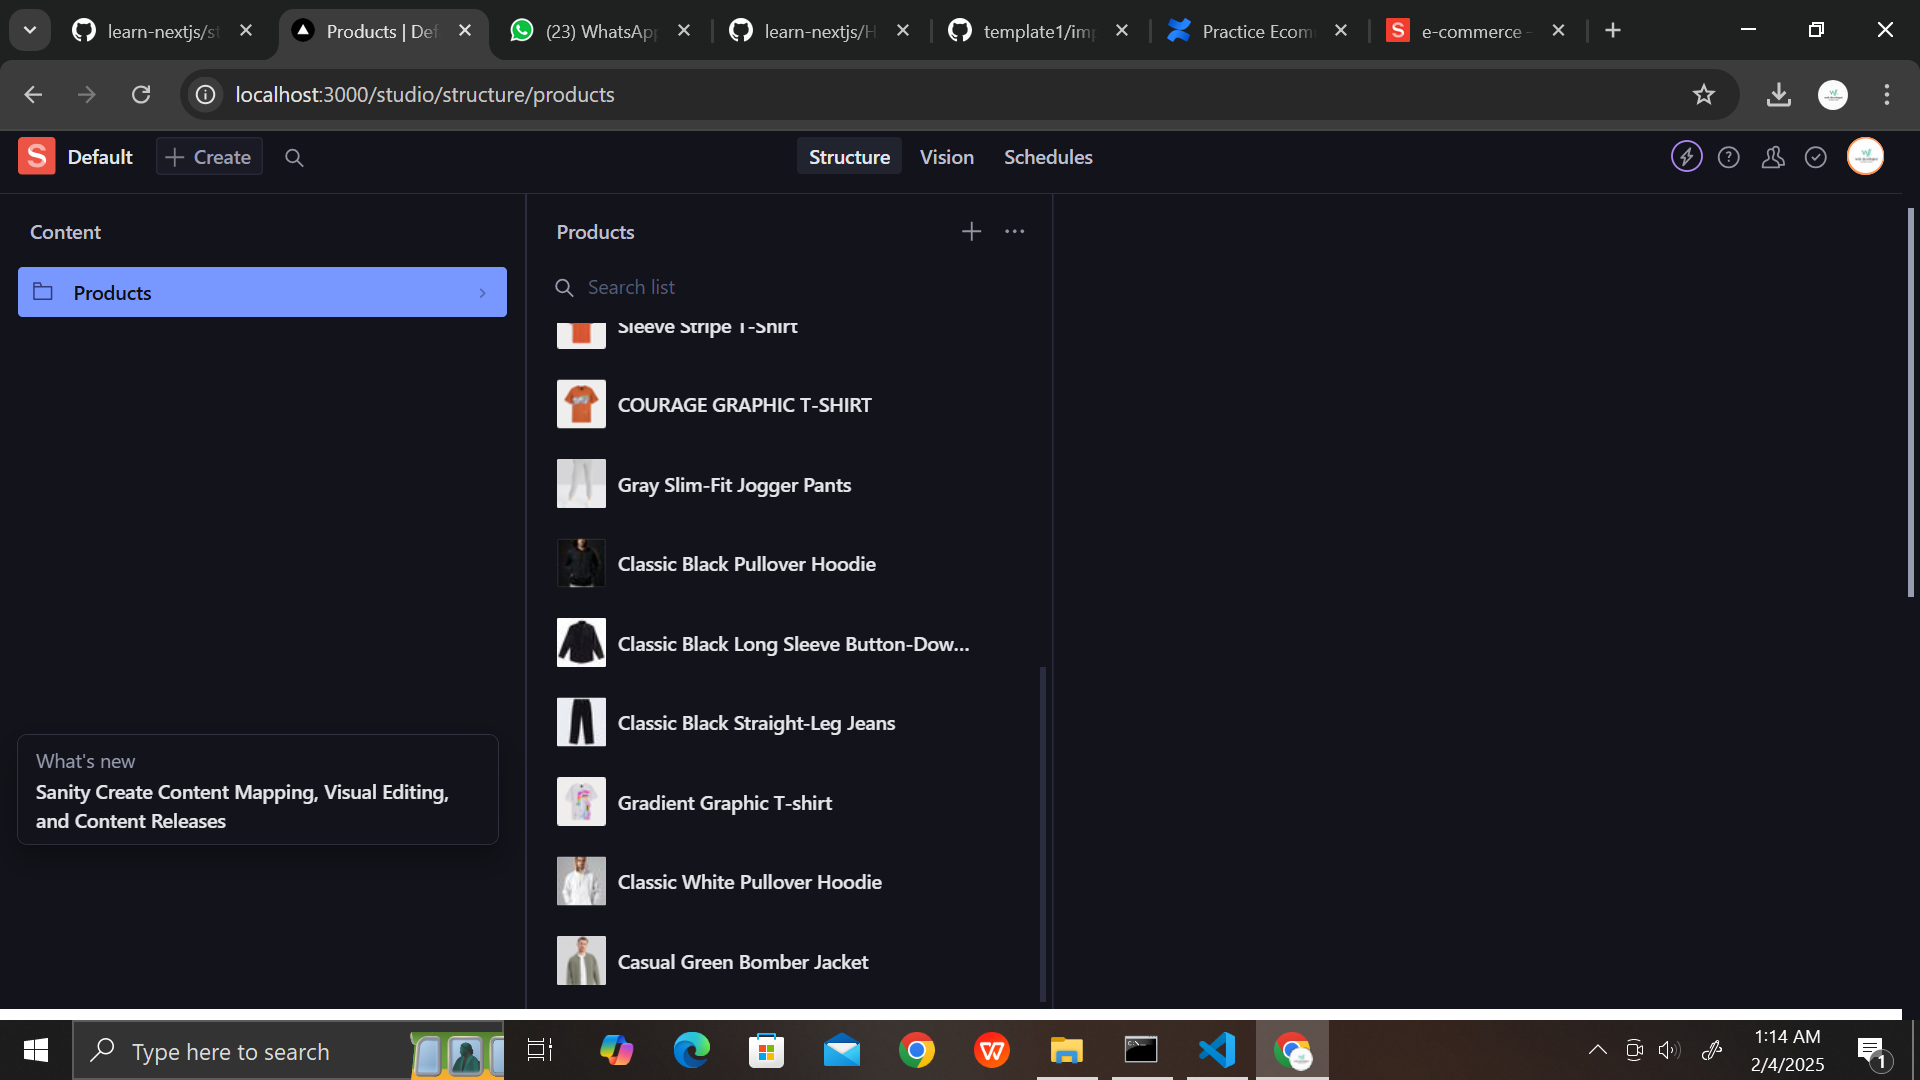 learn-nextjs/st
Products | Def
(23) WhatsApp
learn-nextjs/H
template1/imp
Practice Ecom
e-commerce -
localhost:3000/studio/structure/products
S
Default
Create
Structure
Vision
Schedules
Content
Products
Products
Search list
Sleeve Stripe T-Shirt
COURAGE GRAPHIC T-SHIRT
Gray Slim-Fit Jogger Pants
Classic Black Pullover Hoodie
Classic Black Long Sleeve Button-Dow...
Classic Black Straight-Leg Jeans
Gradient Graphic T-shirt
Classic White Pullover Hoodie
Casual Green Bomber Jacket
What's new
Sanity Create Content Mapping, Visual Editing,
and Content Releases
Type here to search
1:14 AM
2/4/2025
1